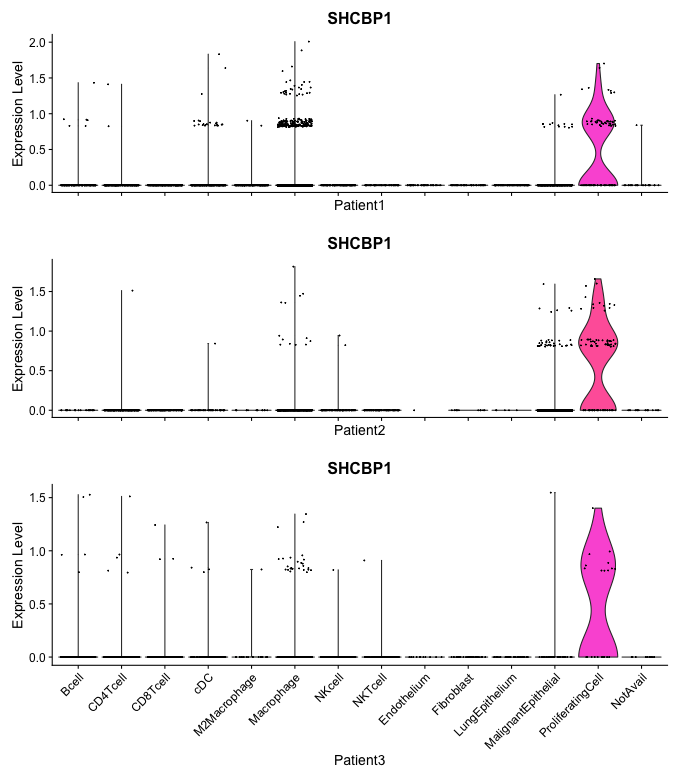 SHCBP1
Expression Level
2.0
1.5
1.0
0.5
0.0
Patient1
SHCBP1
Expression Level
1.5
1.0
0.5
0.0
Patient2
SHCBP1
Expression Level
1.5
1.0
0.5
0.0
Bcell
CD4Tcell
CD8Tcell
cDC
M2Macrophage
Macrophage
NKcell
NKTcell
Endothelium
Fibroblast
LungEpithelium
MalignantEpithelial
ProliferatingCell
NotAvail
Patient3